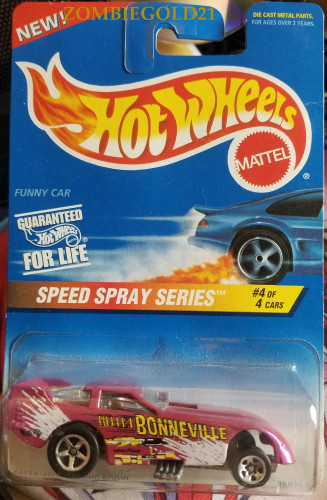 ZOMBIEGOLD21
NEW!
DIE CAST METAL PARTS.
FOR AGES OVER 3 YEARS.
Hot Wheels
®
MATTEL
FUNNY CAR
GUARANTEED
Hot Wheels
FOR LIFE
SPEED SPRAY SERIES™
#4 OF
4 CARS
BONNEVILLE